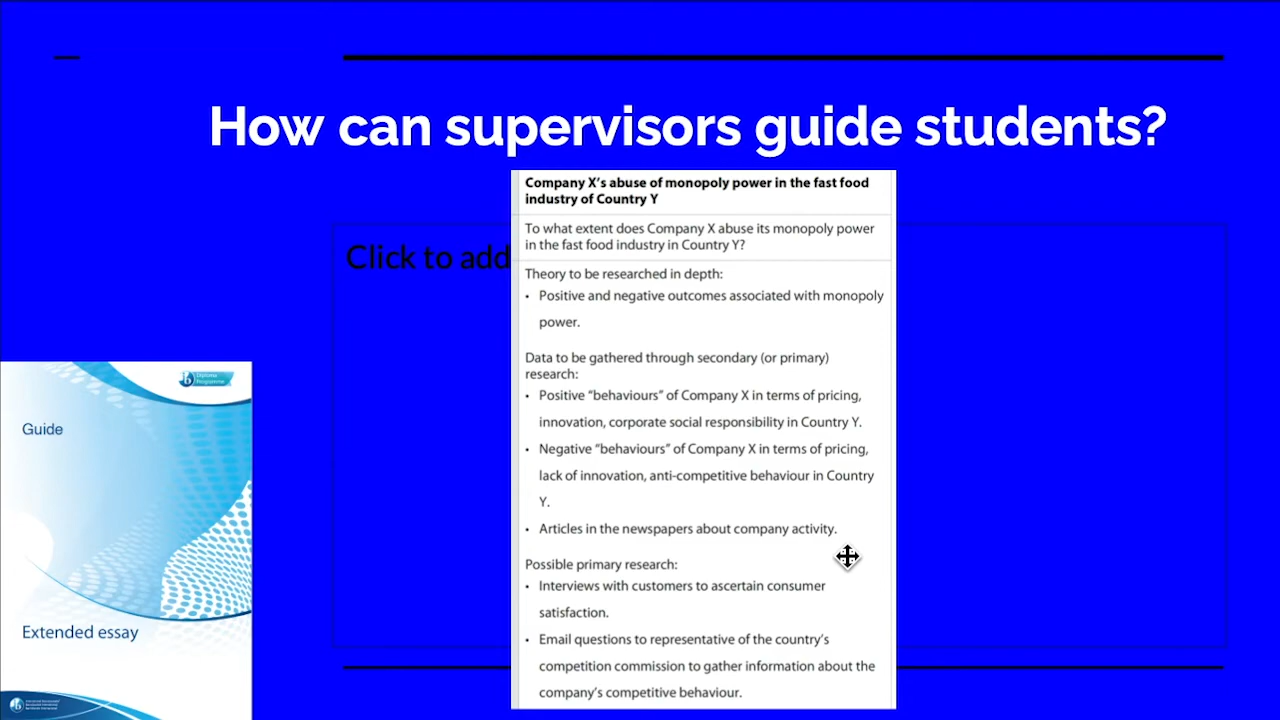 How can supervisors guide students?
Company X's abuse of monopoly power in the fast food
industry of Country Y
To what extent does Company X abuse its monopoly power
in the fast food industry in Country Y?
Click to add
Theory to be researched in depth:
• Positive and negative outcomes associated with monopoly
power.
Data to be gathered through secondary (or primary)
research:
• Positive “behaviours” of Company X in terms of pricing,
innovation, corporate social responsibility in Country Y.
• Negative “behaviours” of Company X in terms of pricing,
lack of innovation, anti-competitive behaviour in Country
Y.
• Articles in the newspapers about company activity.
Possible primary research:
• Interviews with customers to ascertain consumer
satisfaction.
• Email questions to representative of the country's
competition commission to gather information about the
company's competitive behaviour.
Diploma
Programme
Guide
Extended essay